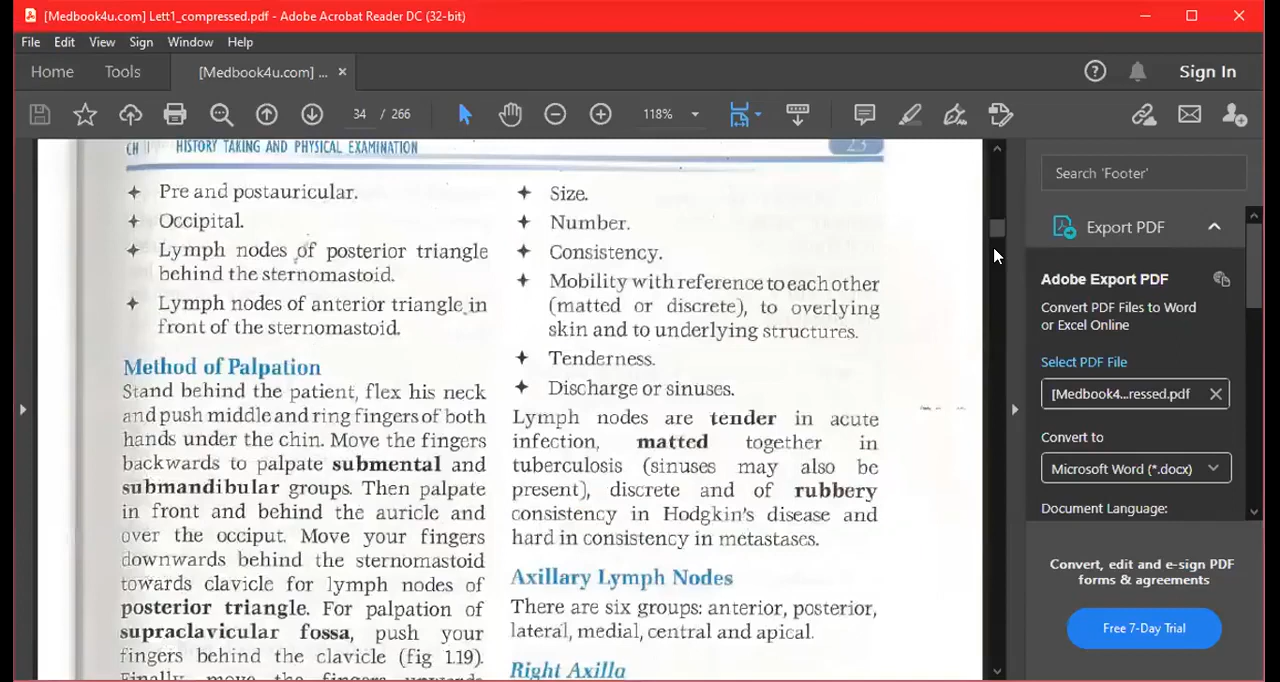 [Medbook4u.com] Lett1_compressed.pdf - Adobe Acrobat Reader DC (32-bit)
File Edit View Sign Window Help
Home Tools [Medbook4u.com] ... × Sign In
34 / 266 118%
CH 1 HISTORY TAKING AND PHYSICAL EXAMINATION 23
Pre and postauricular.
Occipital.
Lymph nodes of posterior triangle
behind the sternomastoid.
Lymph nodes of anterior triangle in
front of the sternomastoid.
Method of Palpation
Stand behind the patient, flex his neck
and push middle and ring fingers of both
hands under the chin. Move the fingers
backwards to palpate submental and
submandibular groups. Then palpate
in front and behind the auricle and
over the occiput. Move your fingers
downwards behind the sternomastoid
towards clavicle for lymph nodes of
posterior triangle. For palpation of
supraclavicular fossa, push your
fingers behind the clavicle (fig 1.19).
Finally, move the fingers upwards
Size.
Number.
Consistency.
Mobility with reference to each other
(matted or discrete), to overlying
skin and to underlying structures.
Tenderness.
Discharge or sinuses.
Lymph nodes are tender in acute
infection, matted together in
tuberculosis (sinuses may also be
present), discrete and of rubbery
consistency in Hodgkin's disease and
hard in consistency in metastases.
Axillary Lymph Nodes
There are six groups: anterior, posterior,
lateral, medial, central and apical.
Right Axilla
Search 'Footer'
Export PDF
Adobe Export PDF
Convert PDF Files to Word
or Excel Online
Select PDF File
[Medbook4...ressed.pdf
Convert to
Microsoft Word (*.docx)
Document Language:
Convert, edit and e-sign PDF
forms & agreements
Free 7-Day Trial